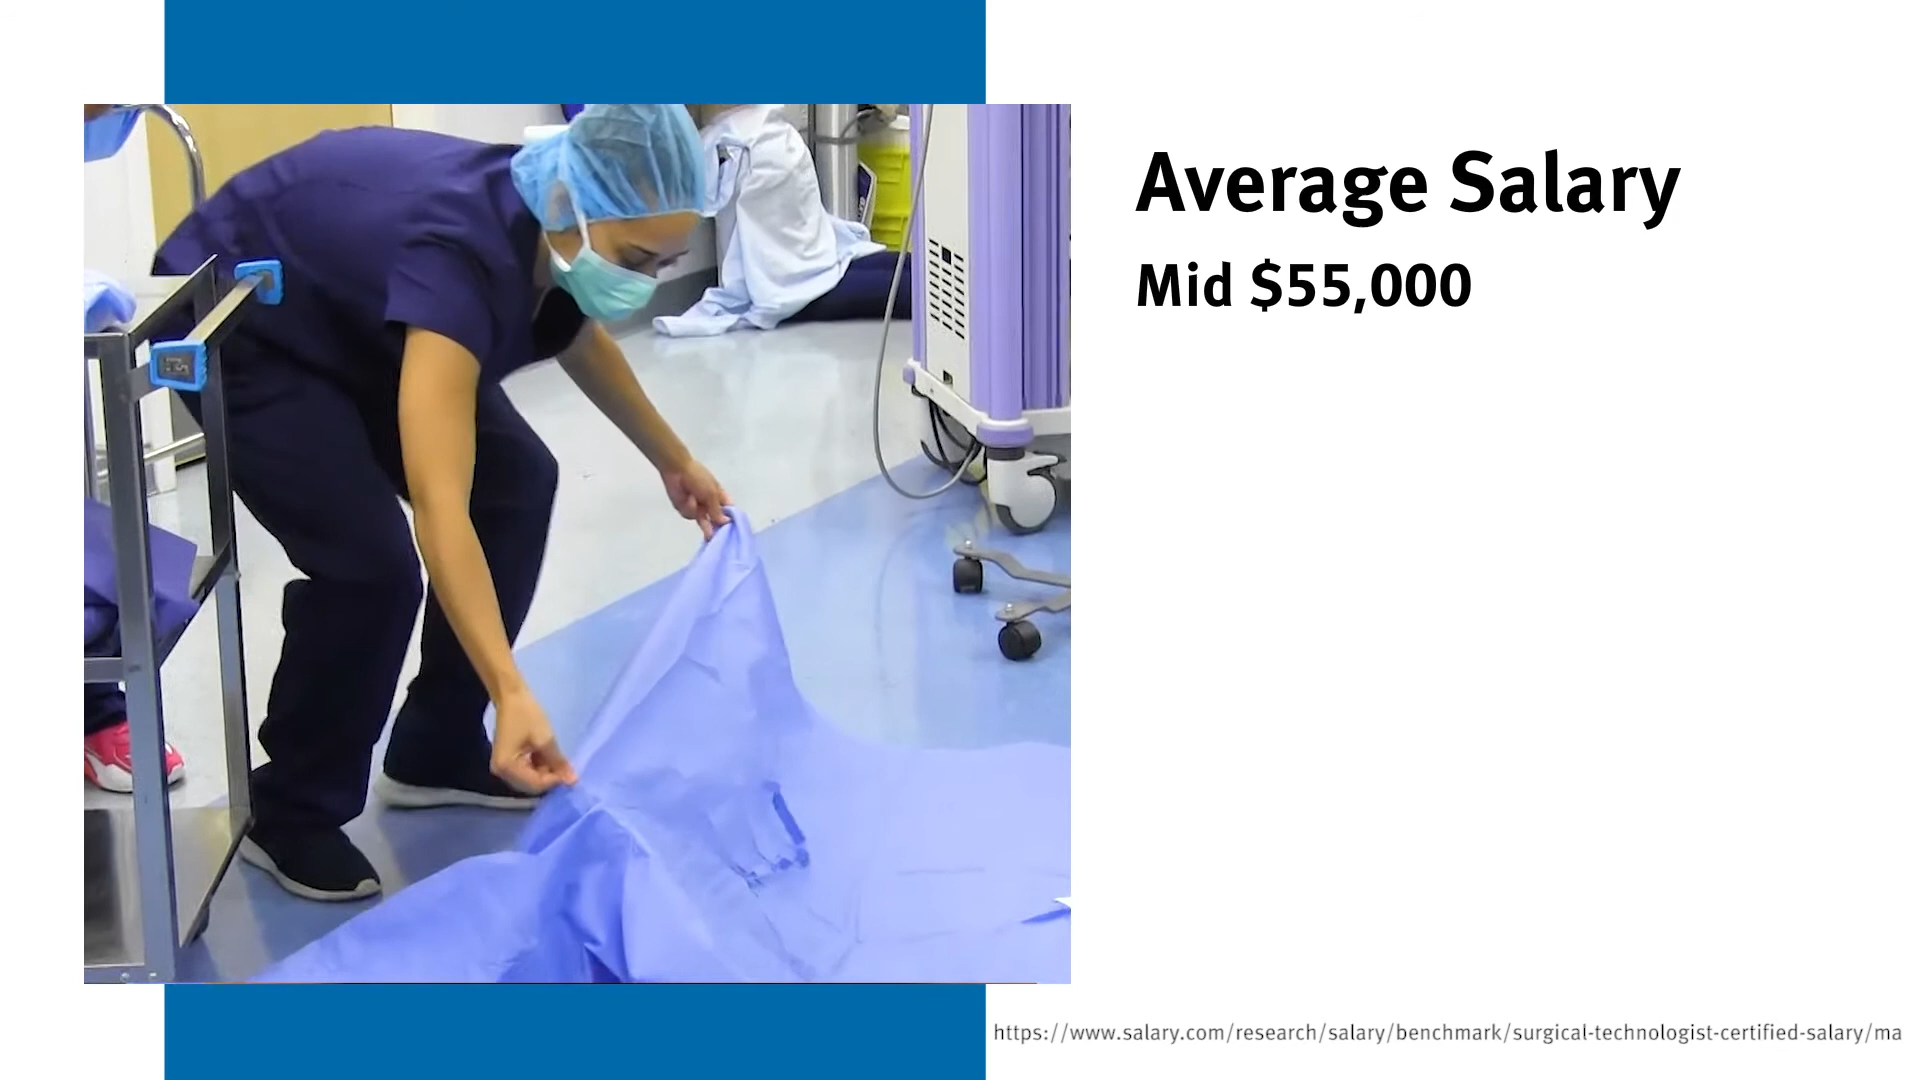 Average Salary
Mid $55,000
https://www.salary.com/research/salary/benchmark/surgical-technologist-certified-salary/ma